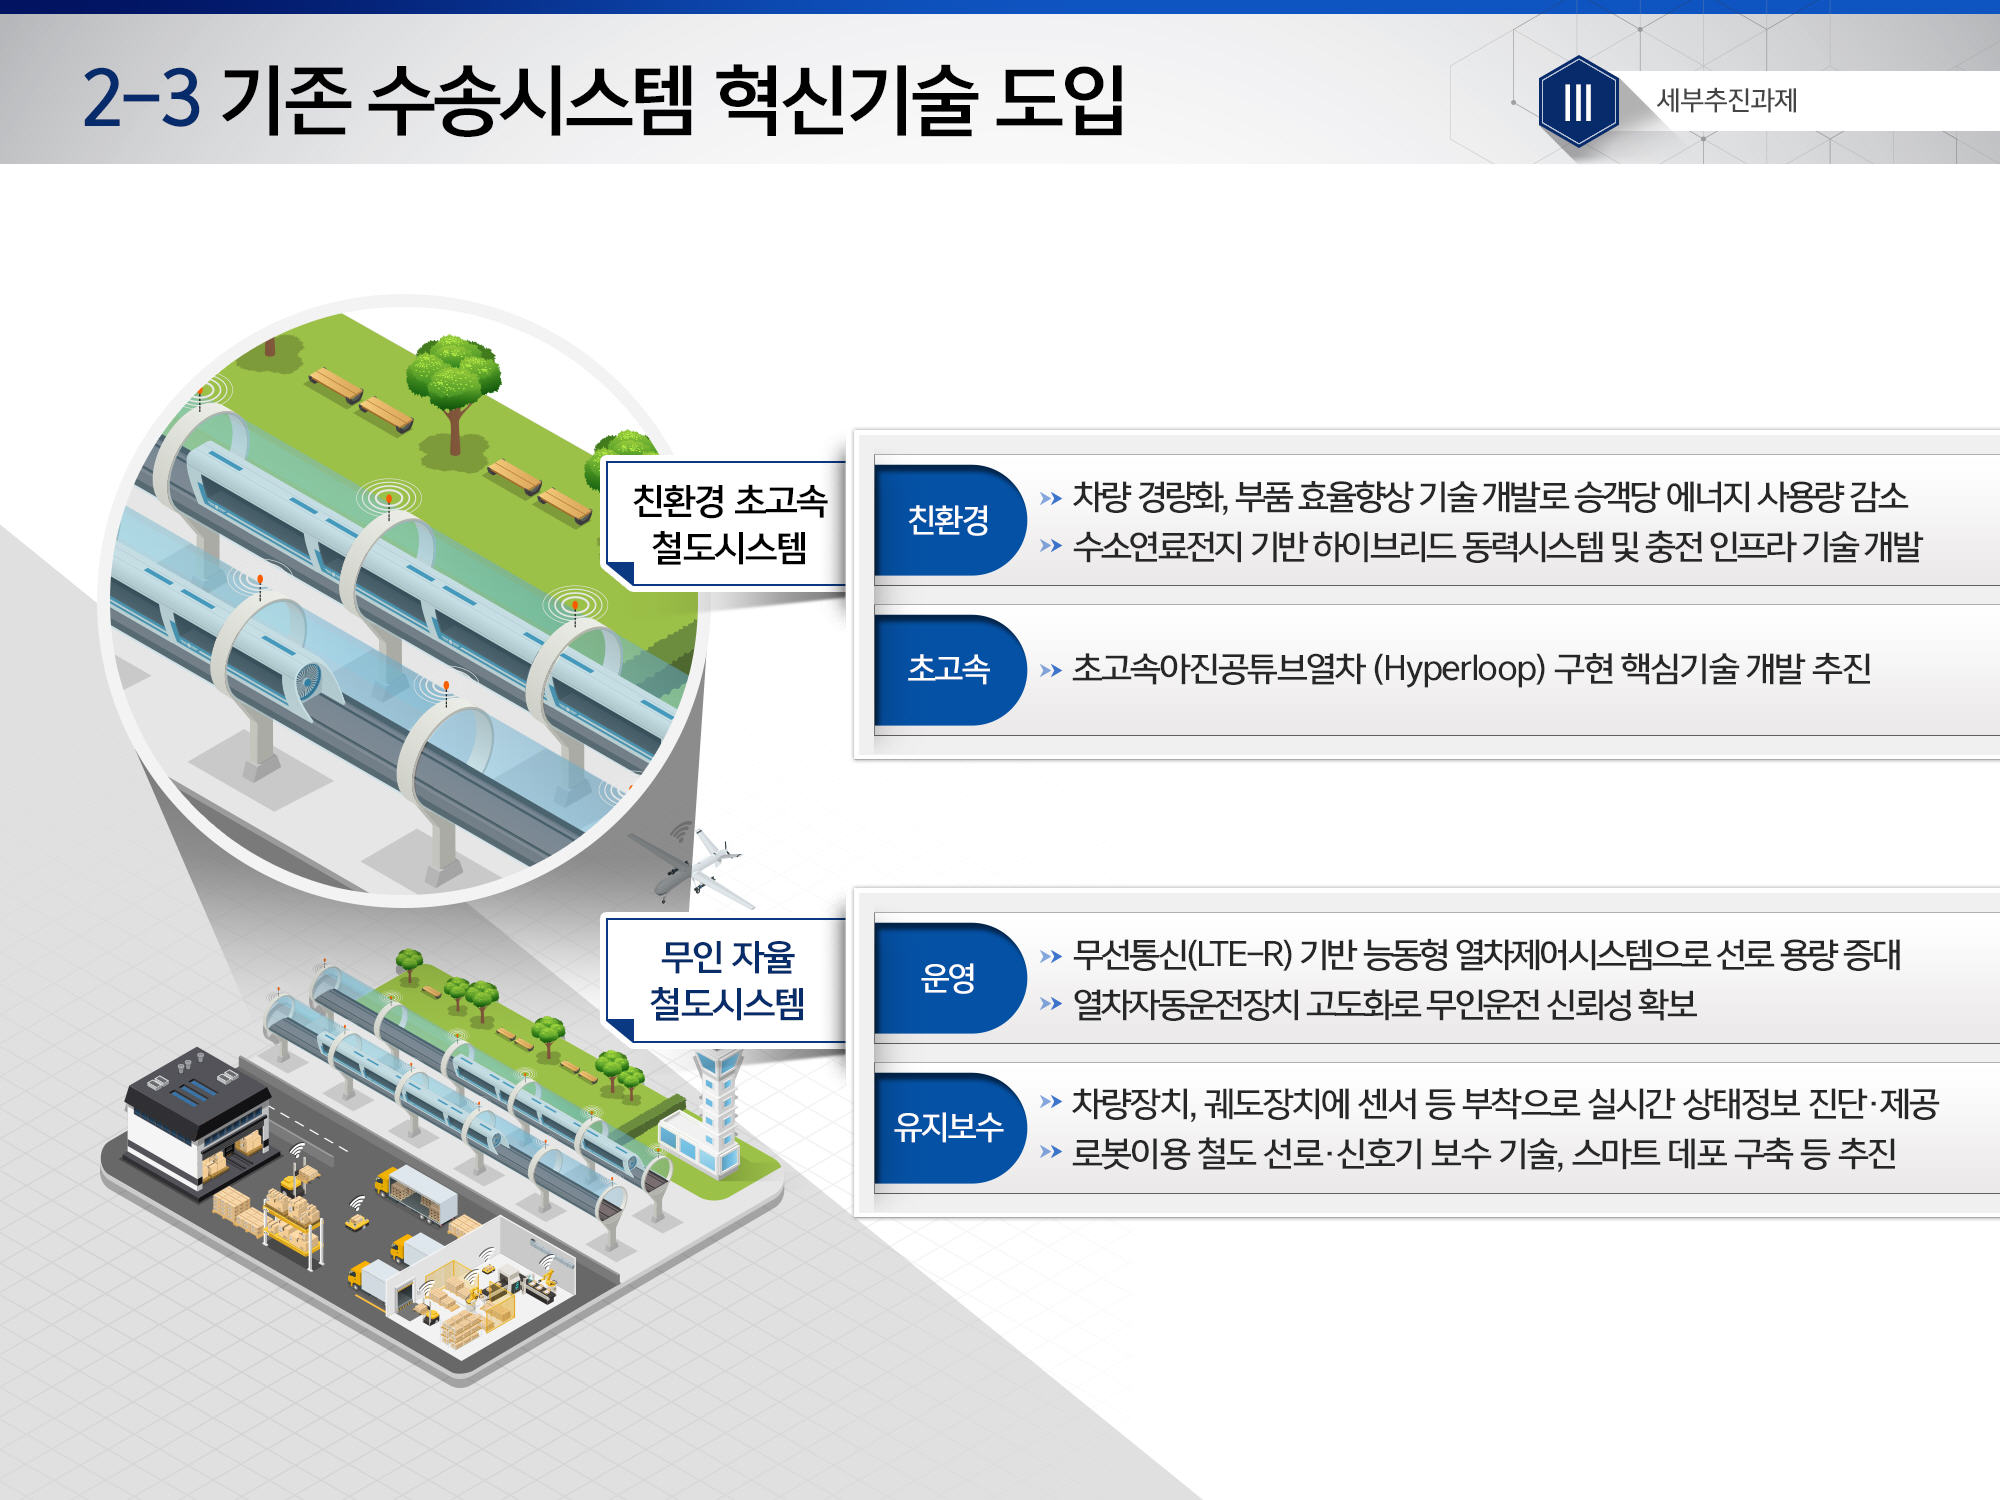 2-3 기존 수송시스템 혁신기술 도입
III
세부추진과제
친환경 초고속
철도시스템
친환경
차량 경량화, 부품 효율향상 기술 개발로 승객당 에너지 사용량 감소
수소연료전지 기반 하이브리드 동력시스템 및 충전 인프라 기술 개발
초고속
초고속아진공튜브열차 (Hyperloop) 구현 핵심기술 개발 추진
무인 자율
철도시스템
운영
무선통신(LTE-R) 기반 능동형 열차제어시스템으로 선로 용량 증대
열차자동운전장치 고도화로 무인운전 신뢰성 확보
유지보수
차량장치, 궤도장치에 센서 등 부착으로 실시간 상태정보 진단·제공
로봇이용 철도 선로·신호기 보수 기술, 스마트 데포 구축 등 추진